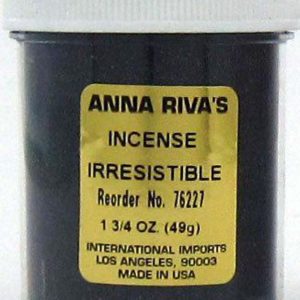 ANNA RIVA'S
INCENSE
IRRESISTIBLE
Reorder No. 76227
1 3/4 OZ. (49g)
INTERNATIONAL IMPORTS
LOS ANGELES, 90003
MADE IN USA